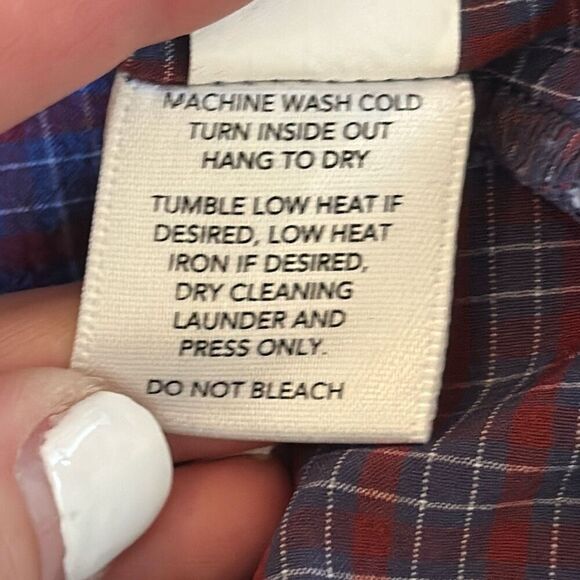 MACHINE WASH COLD
TURN INSIDE OUT
HANG TO DRY
TUMBLE LOW HEAT IF
DESIRED, LOW HEAT
IRON IF DESIRED,
DRY CLEANING
LAUNDER AND
PRESS ONLY.
DO NOT BLEACH